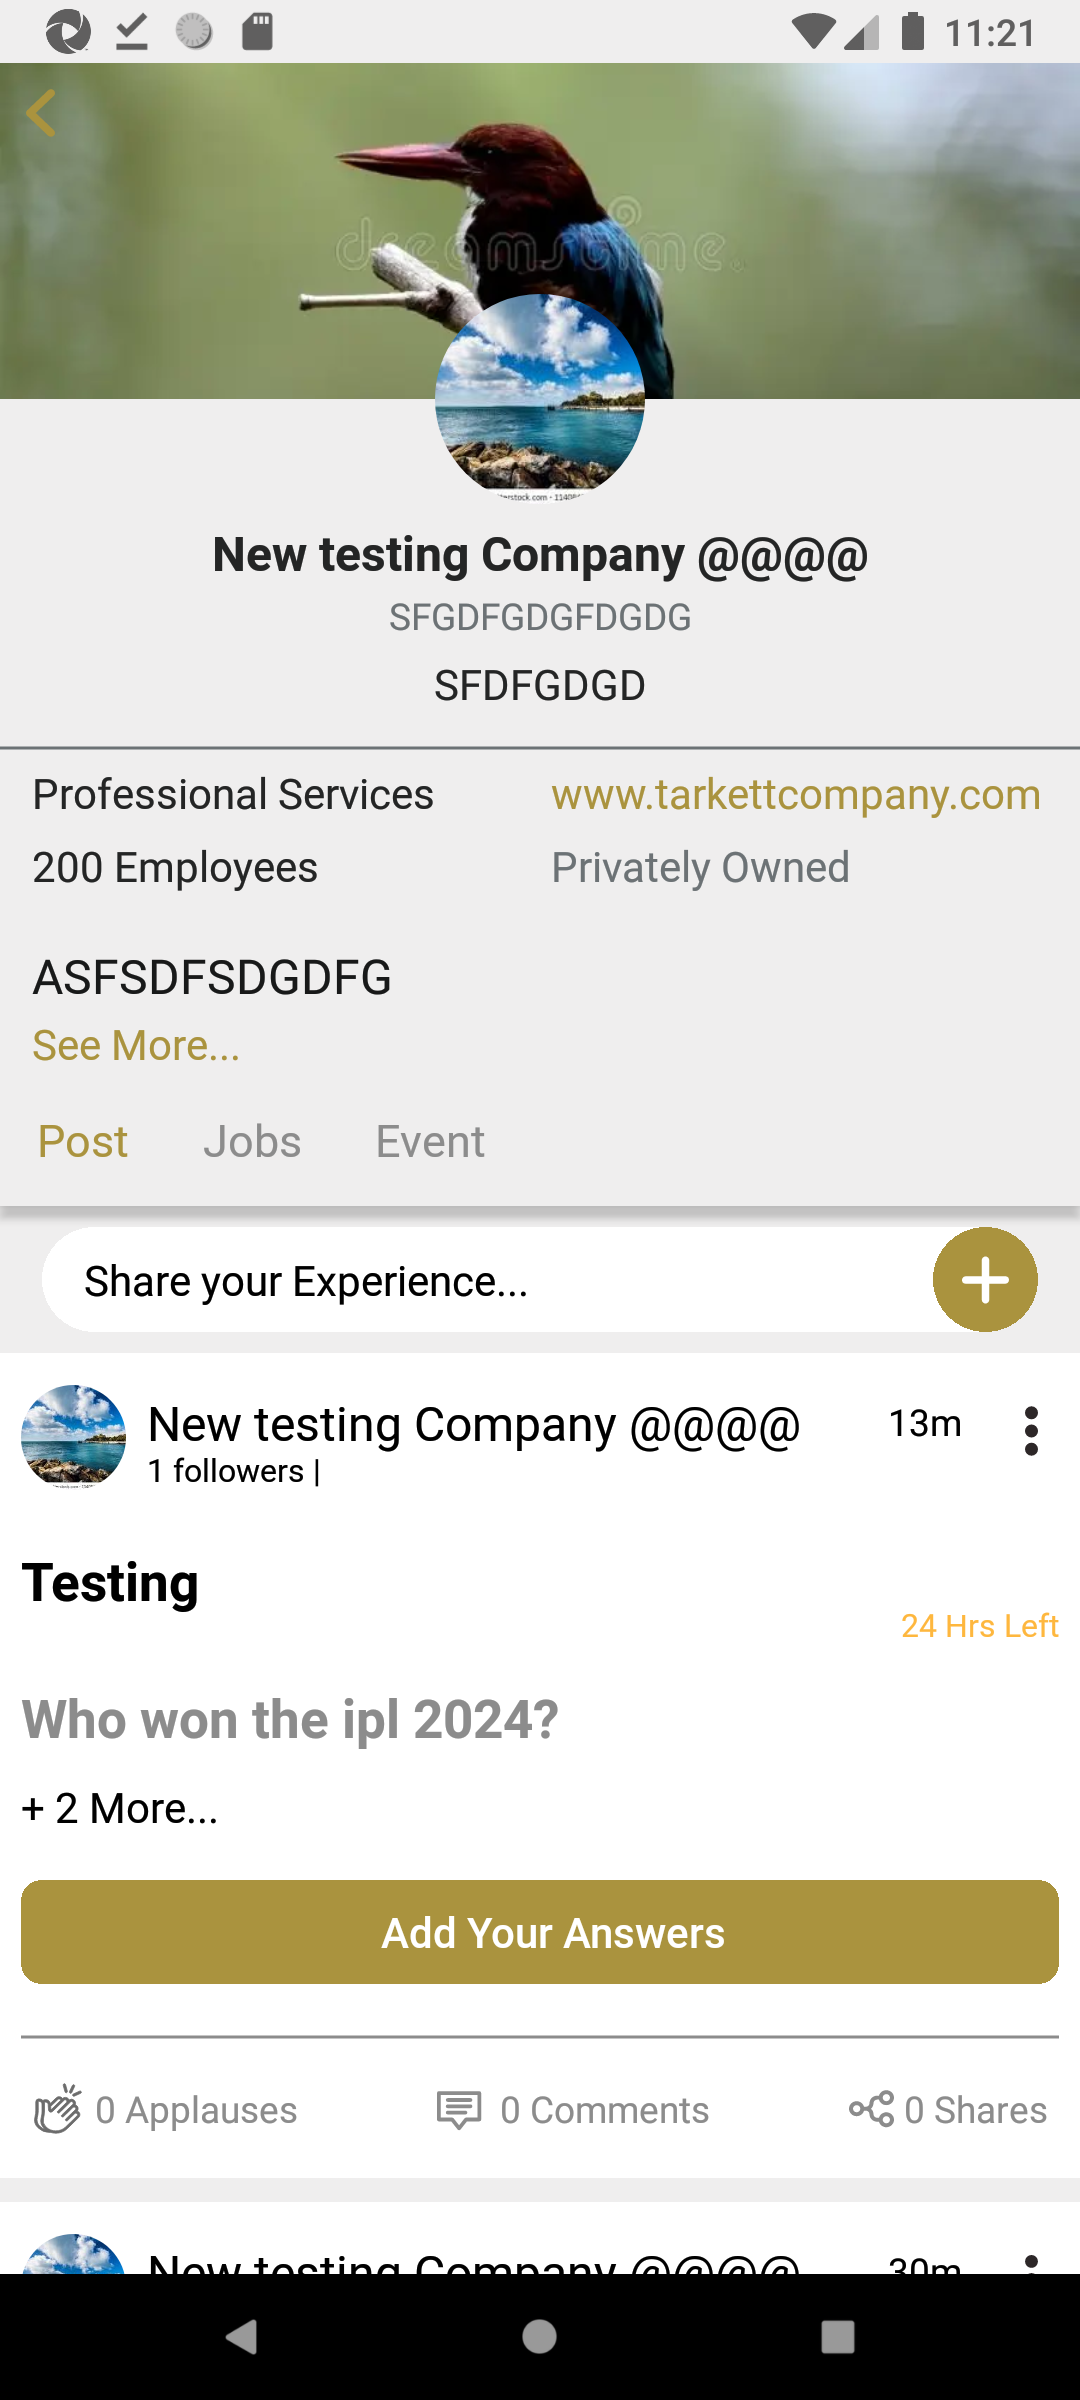 11:21
dreamstime.
New testing Company @@@@
SFGDFGDGFDGDG
SFDFGDGD
Professional Services www.tarkettcompany.com
200 Employees Privately Owned
ASFSDFSDGDFG
See More...
Post Jobs Event
Share your Experience...
New testing Company @@@@ 13m
1 followers |
Testing
24 Hrs Left
Who won the ipl 2024?
+ 2 More...
Add Your Answers
0 Applauses 0 Comments 0 Shares
New testing Company @@@@ 30m